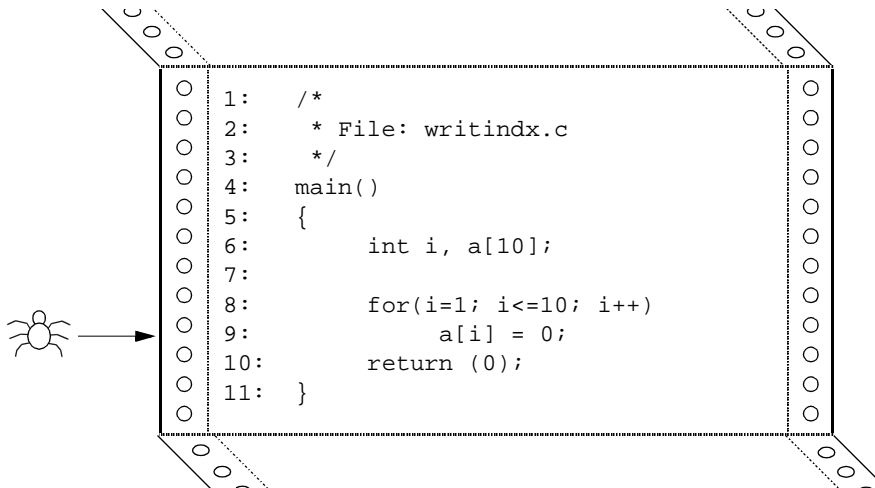 1: /*
2: * File: writindx.c
3: */
4: main()
5: {
6: int i, a[10];
7:
8: for(i=1; i<=10; i++)
9: a[i] = 0;
10: return (0);
11: }